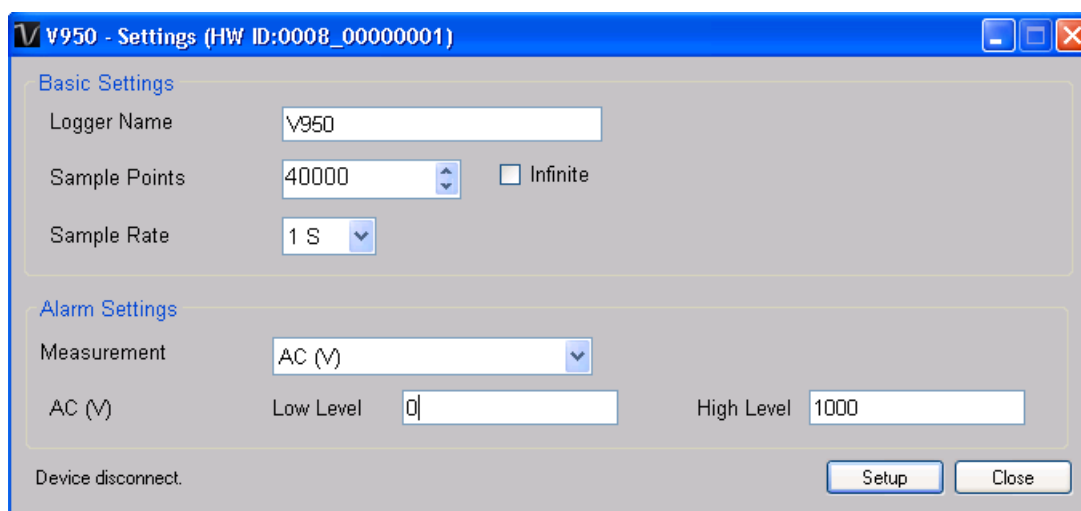 V950 - Settings (HW ID:0008_00000001)
Basic Settings
Logger Name V950
Sample Points 40000 Infinite
Sample Rate 1 S
Alarm Settings
Measurement AC (V)
AC (V) Low Level 0 High Level 1000
Device disconnect. Setup Close